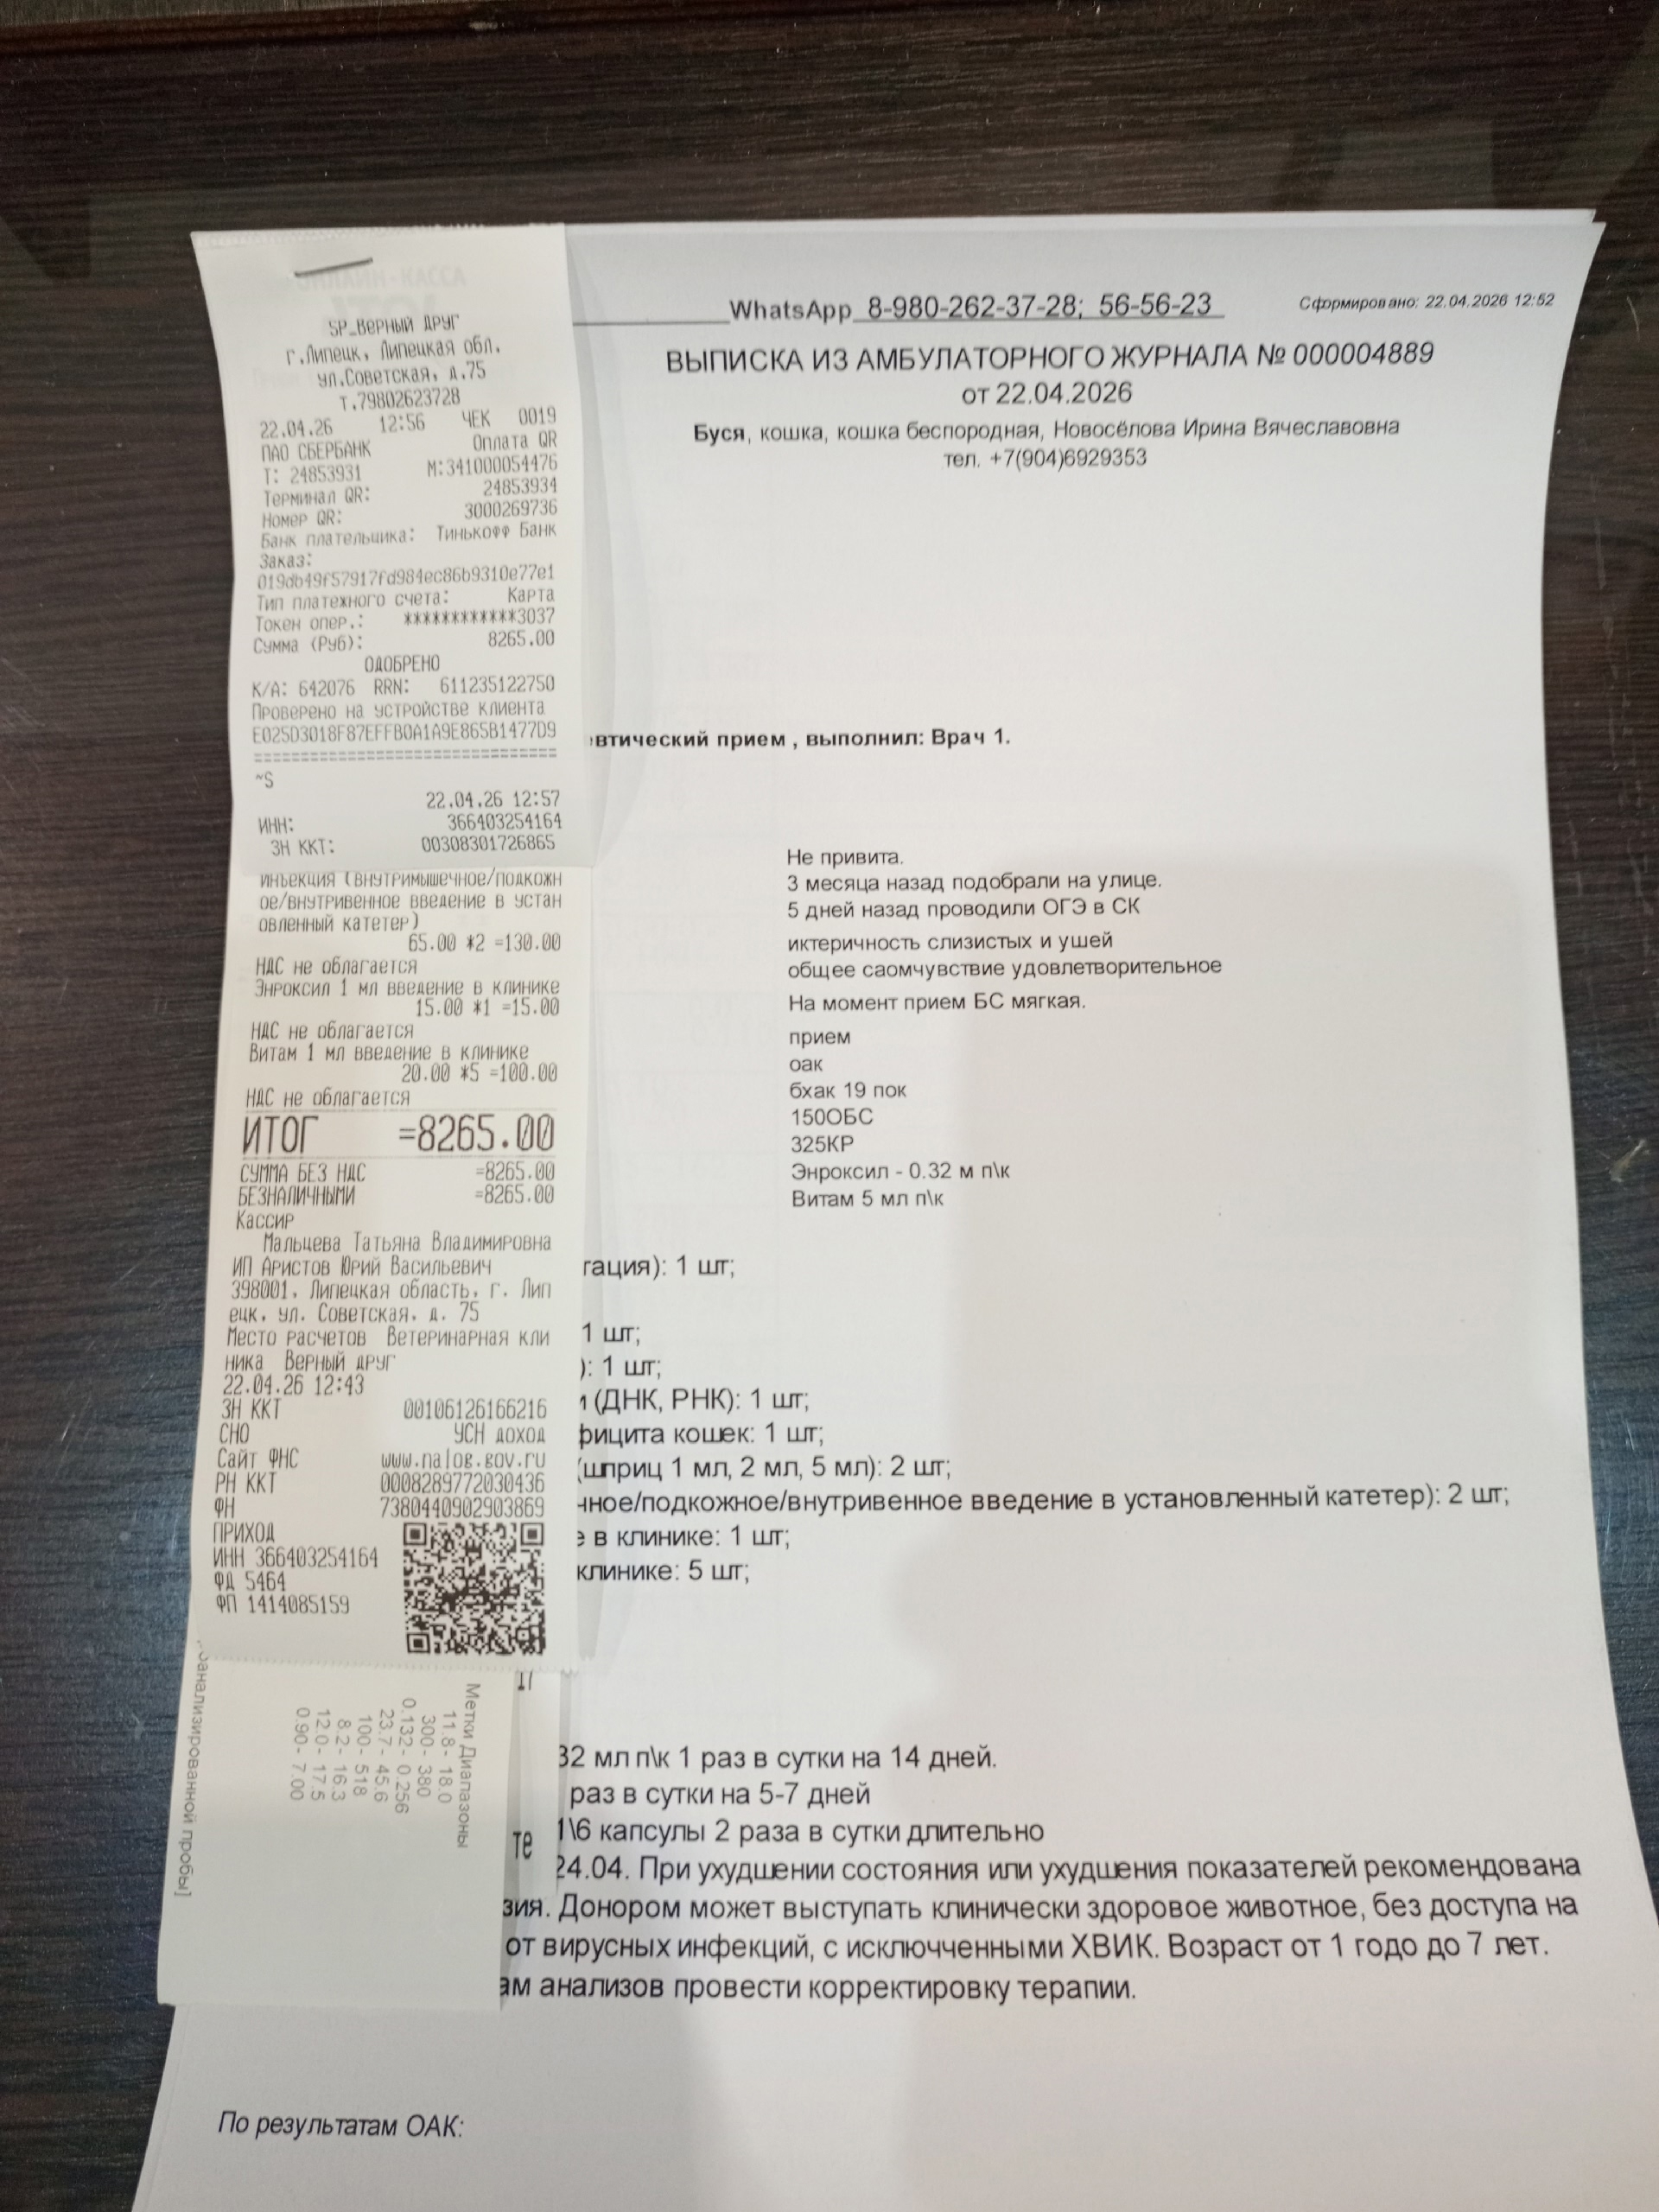 ОНЛАЙН-КАССА
SP_ВЕРНЫЙ ДРУГ
г.Липецк, Липецкая обл.
ул.Советская, д.75
т.79802623728
22.04.26 12:56 ЧЕК 0019
ПАО СБЕРБАНК Оплата QR
Т: 24853931 М:341000054476
Терминал QR: 24853934
Номер QR: 3000269736
Банк плательщика: Тинькофф Банк
Заказ:
019db49f57917fd984ec86b9310e77e1
Тип платежного счета: Карта
Токен опер.: ************3037
Сумма (Руб): 8265.00
ОДОБРЕНО
К/А: 642076 RRN: 611235122750
Проверено на устройстве клиента
E025D3018F87EFFB0A1A9E865B1477D9
================================
~S
22.04.26 12:57
ИНН: 366403254164
ЗН ККТ: 00308301726865
инъекция (внутримышечное/подкожн
ое/внутривенное введение в устан
овленный катетер)
65.00 *2 =130.00
НДС не облагается
Энроксил 1 мл введение в клинике
15.00 *1 =15.00
НДС не облагается
Витам 1 мл введение в клинике
20.00 *5 =100.00
НДС не облагается
ИТОГ =8265.00
СУММА БЕЗ НДС =8265.00
БЕЗНАЛИЧНЫМИ =8265.00
Кассир
Мальцева Татьяна Владимировна
ИП Аристов Юрий Васильевич
398001, Липецкая область, г. Лип
ецк, ул. Советская, д. 75
Место расчетов Ветеринарная кли
ника Верный друг
22.04.26 12:43
ЗН ККТ 00106126166216
СНО УСН доход
Сайт ФНС www.nalog.gov.ru
РН ККТ 0008289772030436
ФН 7380440902903869
ПРИХОД
ИНН 366403254164
ФД 5464
ФП 1414085159
WhatsApp 8-980-262-37-28; 56-56-23
Сформировано: 22.04.2026 12:52
ВЫПИСКА ИЗ АМБУЛАТОРНОГО ЖУРНАЛА № 000004889
от 22.04.2026
Буся, кошка, кошка беспородная, Новосёлова Ирина Вячеславовна
тел. +7(904)6929353
втический прием , выполнил: Врач 1.
Не привита.
3 месяца назад подобрали на улице.
5 дней назад проводили ОГЭ в СК
иктеричность слизистых и ушей
общее саомчувствие удовлетворительное
На момент прием БС мягкая.
прием
оак
бхак 19 пок
150ОБС
325КР
Энроксил - 0.32 м п\к
Витам 5 мл п\к
гация): 1 шт;
1 шт;
): 1 шт;
и (ДНК, РНК): 1 шт;
фицита кошек: 1 шт;
(шприц 1 мл, 2 мл, 5 мл): 2 шт;
чное/подкожное/внутривенное введение в установленный катетер): 2 шт;
е в клинике: 1 шт;
клинике: 5 шт;
32 мл п\к 1 раз в сутки на 14 дней.
раз в сутки на 5-7 дней
1\6 капсулы 2 раза в сутки длительно
24.04. При ухудшении состояния или ухудшения показателей рекомендована
зия. Донором может выступать клинически здоровое животное, без доступа на
от вирусных инфекций, с исключченными ХВИК. Возраст от 1 годо до 7 лет.
ам анализов провести корректировку терапии.
те
Метки Диапазоны
11.8- 18.0
300- 380
0.132- 0.256
23.7- 45.6
100- 518
8.2- 16.3
12.0- 17.5
0.90- 7.00
анализированной пробы]
По результатам ОАК: